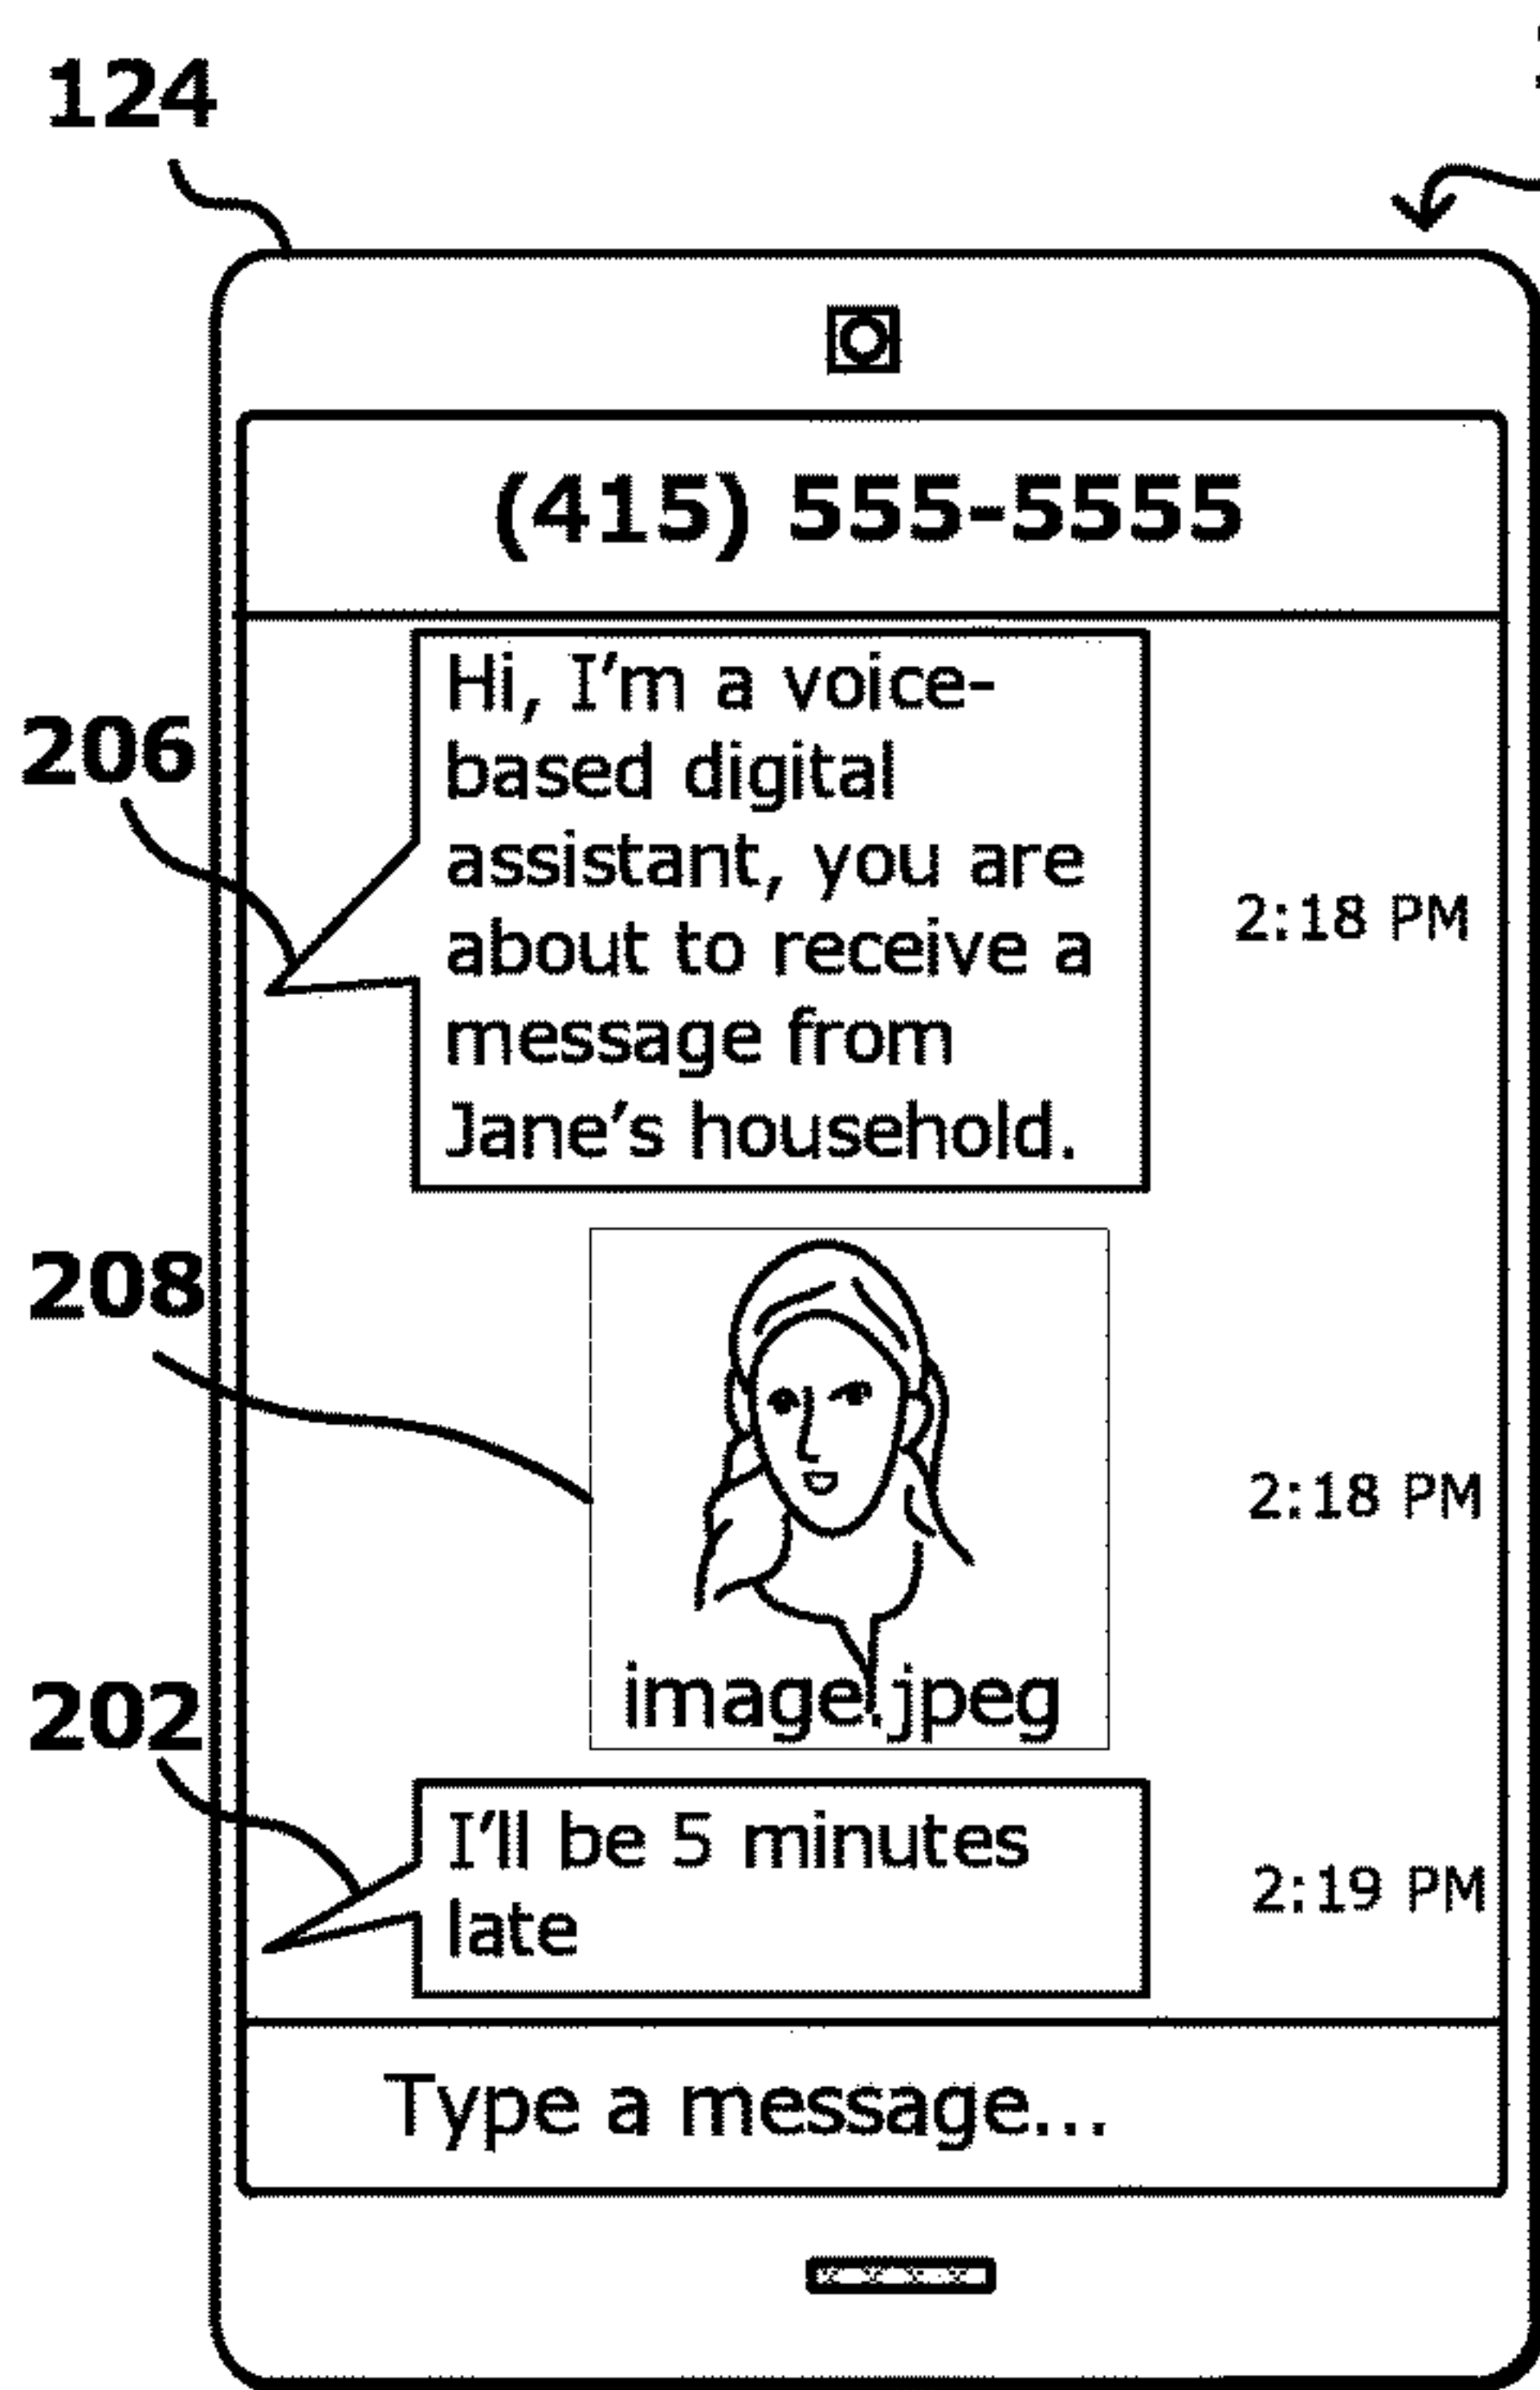 124
(415) 555-5555
206
Hi, I'm a voice-
based digital
assistant, you are
about to receive a
message from
Jane's household.
2:18 PM
208
image.jpeg
2:18 PM
202
I'll be 5 minutes
late
2:19 PM
Type a message...